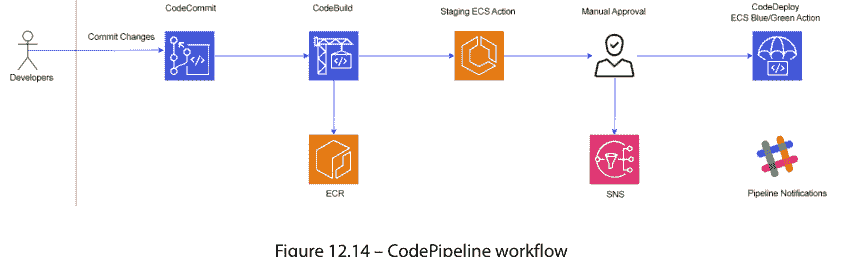 CodeCommit
CodeBuild
Staging ECS Action
Manual Approval
CodeDeploy
ECS Blue/Green Action
Commit Changes
Developers
ECR
SNS
Pipeline Notifications
Figure 12.14 – CodePipeline workflow